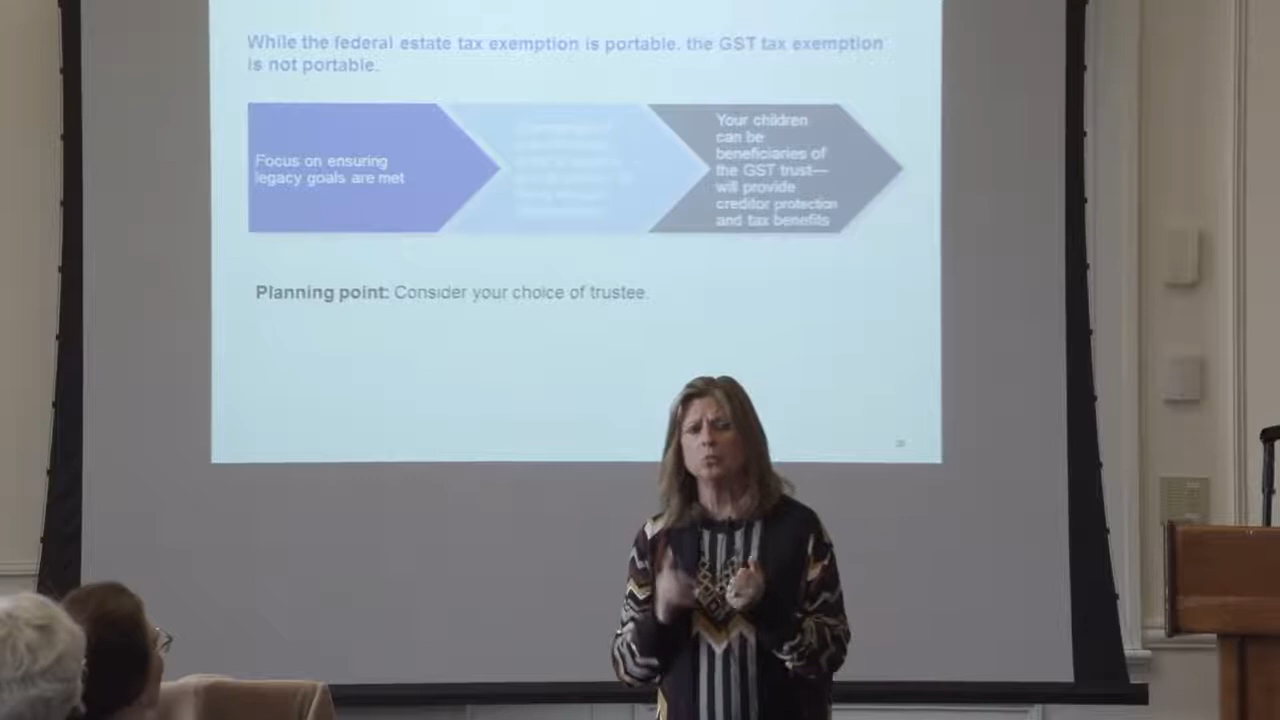 While the federal estate tax exemption is portable, the GST tax exemption
is not portable.
Focus on ensuring
legacy goals are met
Your children
can be
beneficiaries of
the GST trust—
will provide
creditor protection
and tax benefits
Planning point: Consider your choice of trustee.